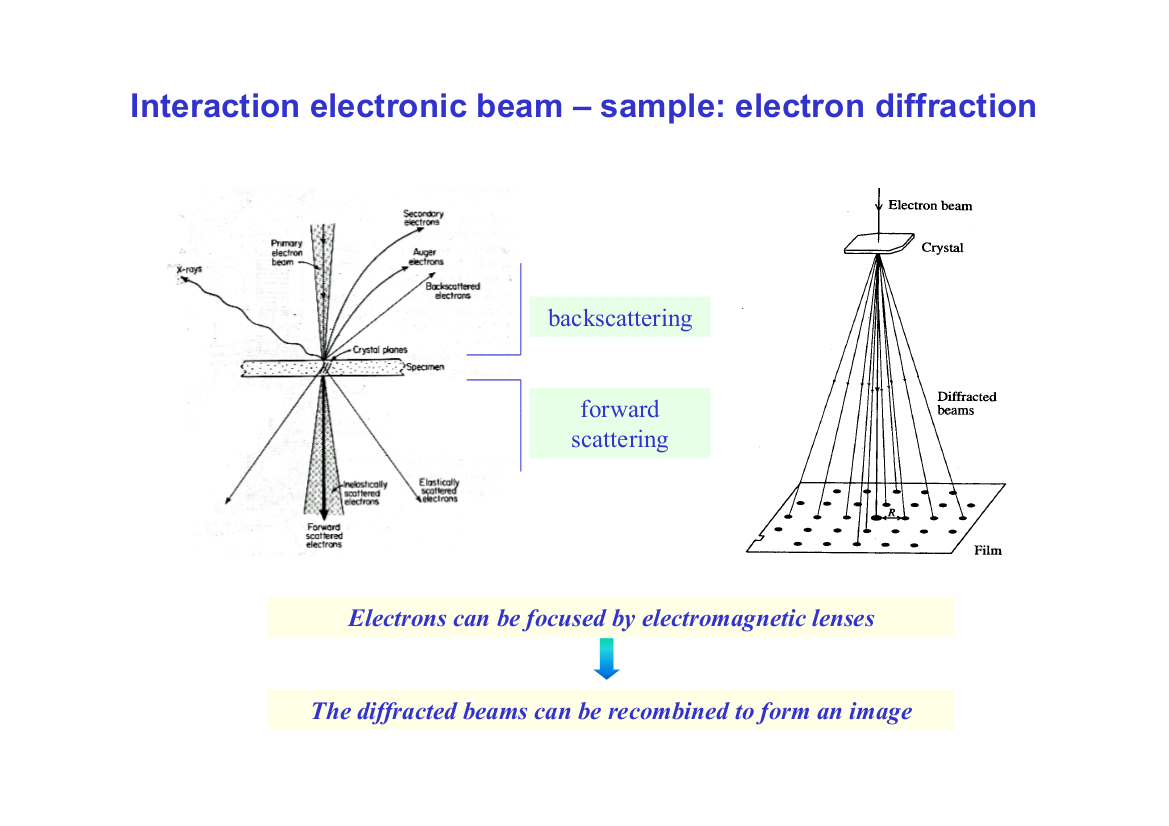 Interaction electronic beam – sample: electron diffraction
Secondary
electrons
Primary
electron
beam
Auger
electrons
X-rays
Backscattered
electrons
Crystal planes
Specimen
Inelastically
scattered
electrons
Elastically
scattered
electrons
Forward
scattered
electrons
backscattering
forward
scattering
Electron beam
Crystal
Diffracted
beams
R
Film
Electrons can be focused by electromagnetic lenses
The diffracted beams can be recombined to form an image